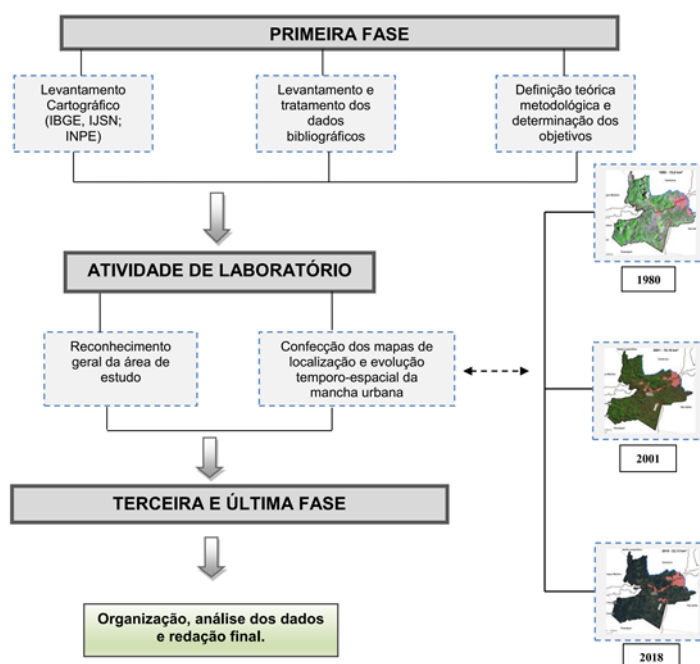 PRIMEIRA FASE
Levantamento
Cartográfico
(IBGE, IJSN;
INPE)
Levantamento e
tratamento dos
dados
bibliográficos
Definição teórica
metodológica e
determinação dos
objetivos
ATIVIDADE DE LABORATÓRIO
Reconhecimento
geral da área de
estudo
Confecção dos mapas de
localização e evolução
temporo-espacial da
mancha urbana
1980
2001
2018
TERCEIRA E ÚLTIMA FASE
Organização, análise dos dados
e redação final.